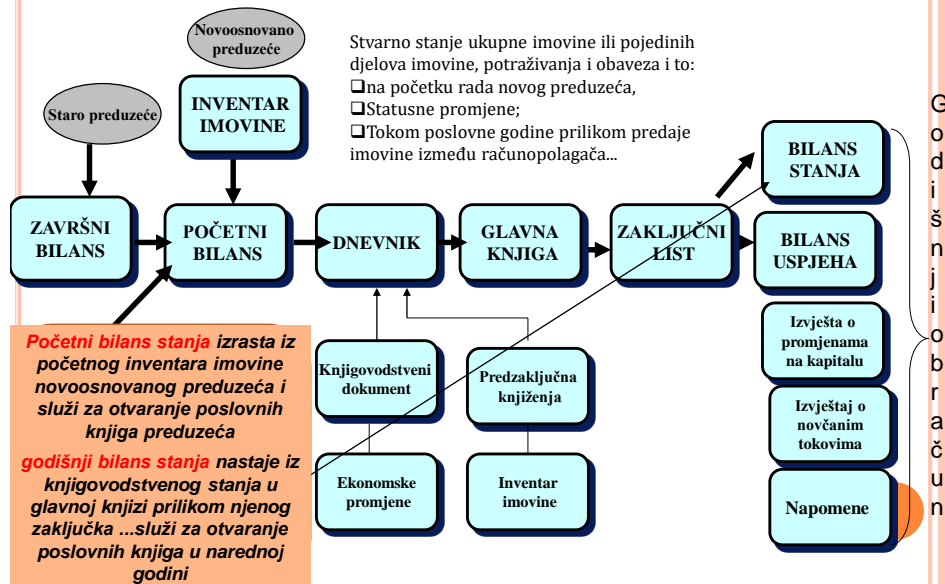 Novoosnovano
preduzeće
Stvarno stanje ukupne imovine ili pojedinih
djelova imovine, potraživanja i obaveza i to:
❑na početku rada novog preduzeća,
❑Statusne promjene;
❑Tokom poslovne godine prilikom predaje
imovine između računopolagača...
Staro preduzeće
INVENTAR
IMOVINE
ZAVRŠNI
BILANS
POČETNI
BILANS
DNEVNIK
GLAVNA
KNJIGA
ZAKLJUČNI
LIST
BILANS
STANJA
BILANS
USPJEHA
Izvješta o
promjenama
na kapitalu
Izvještaj o
novčanim
tokovima
Napomene
Godišnji obračun
Knjigovodstveni
dokument
Predzaključna
knjiženja
Ekonomske
promjene
Inventar
imovine
Početni bilans stanja izrasta iz
početnog inventara imovine
novoosnovanog preduzeća i
služi za otvaranje poslovnih
knjiga preduzeća
godišnji bilans stanja nastaje iz
knjigovodstvenog stanja u
glavnoj knjizi prilikom njenog
zaključka ...služi za otvaranje
poslovnih knjiga u narednoj
godini